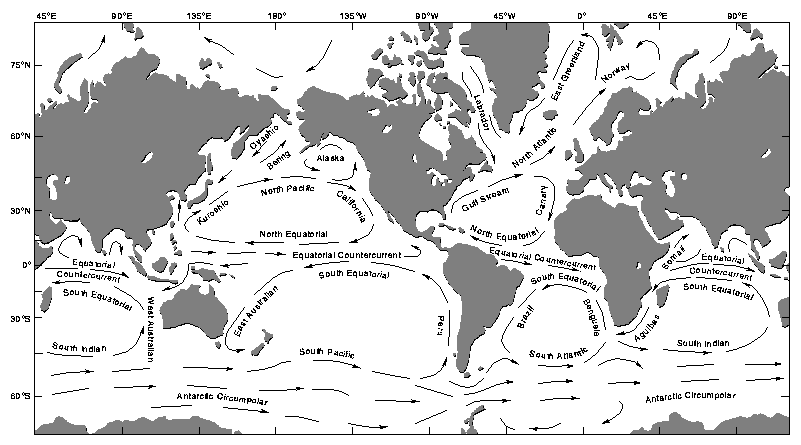 45°E 90°E 135°E 180° 135°W 90°W 45°W 0° 45°E 90°E
75°N
60°N
30°N
0°
30°S
60°S
East Greenland
Norway
Labrador
Oyashio
Bering
Alaska
North Atlantic
North Pacific
Kuroshio
California
Gulf Stream
Canary
North Equatorial
North Equatorial
Equatorial Countercurrent
Equatorial Countercurrent
Somali
Equatorial
Countercurrent
Equatorial
Countercurrent
South Equatorial
South Equatorial
South Equatorial
South Equatorial
West Australian
East Australian
Peru
Brazil
Benguela
Agulhas
South Indian
South Pacific
South Atlantic
South Indian
Antarctic Circumpolar
Antarctic Circumpolar